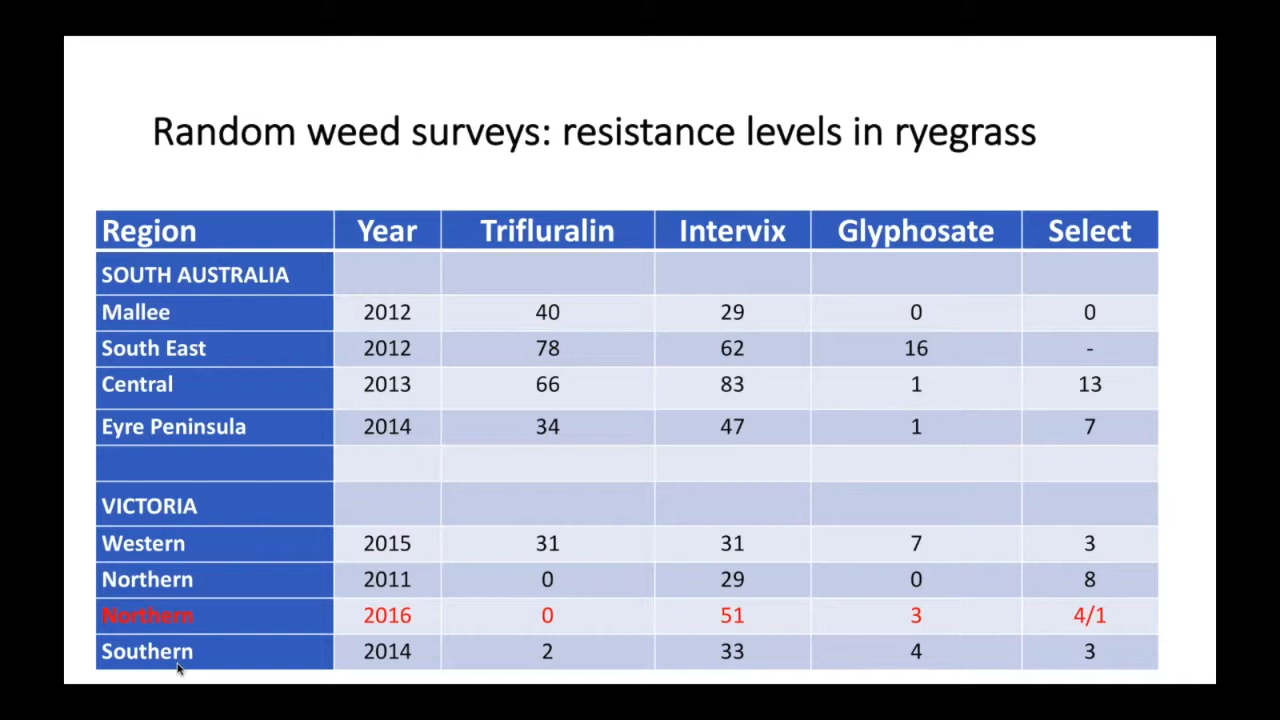 Random weed surveys: resistance levels in ryegrass
Region Year Trifluralin Intervix Glyphosate Select
SOUTH AUSTRALIA
Mallee 2012 40 29 0 0
South East 2012 78 62 16 -
Central 2013 66 83 1 13
Eyre Peninsula 2014 34 47 1 7
VICTORIA
Western 2015 31 31 7 3
Northern 2011 0 29 0 8
Northern 2016 0 51 3 4/1
Southern 2014 2 33 4 3